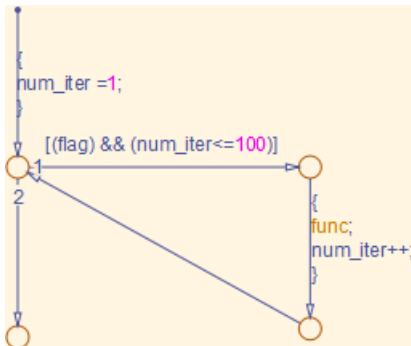 {
num_iter =1;
}
[(flag) && (num_iter<=100)]
1
2
{
func;
num_iter++;
}